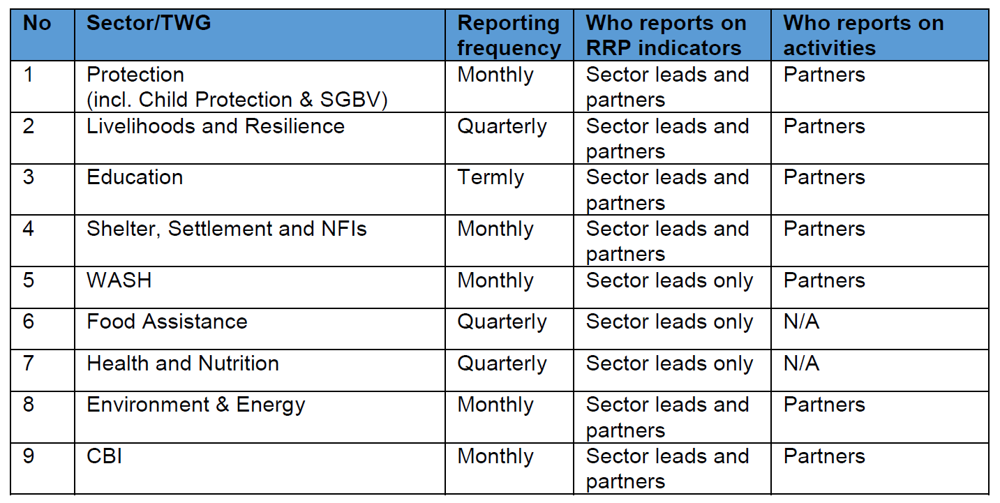 No Sector/TWG Reporting frequency Who reports on RRP indicators Who reports on activities
1 Protection (incl. Child Protection & SGBV) Monthly Sector leads and partners Partners
2 Livelihoods and Resilience Quarterly Sector leads and partners Partners
3 Education Termly Sector leads and partners Partners
4 Shelter, Settlement and NFIs Monthly Sector leads and partners Partners
5 WASH Monthly Sector leads only Partners
6 Food Assistance Quarterly Sector leads only N/A
7 Health and Nutrition Quarterly Sector leads only N/A
8 Environment & Energy Monthly Sector leads and partners Partners
9 CBI Monthly Sector leads and partners Partners